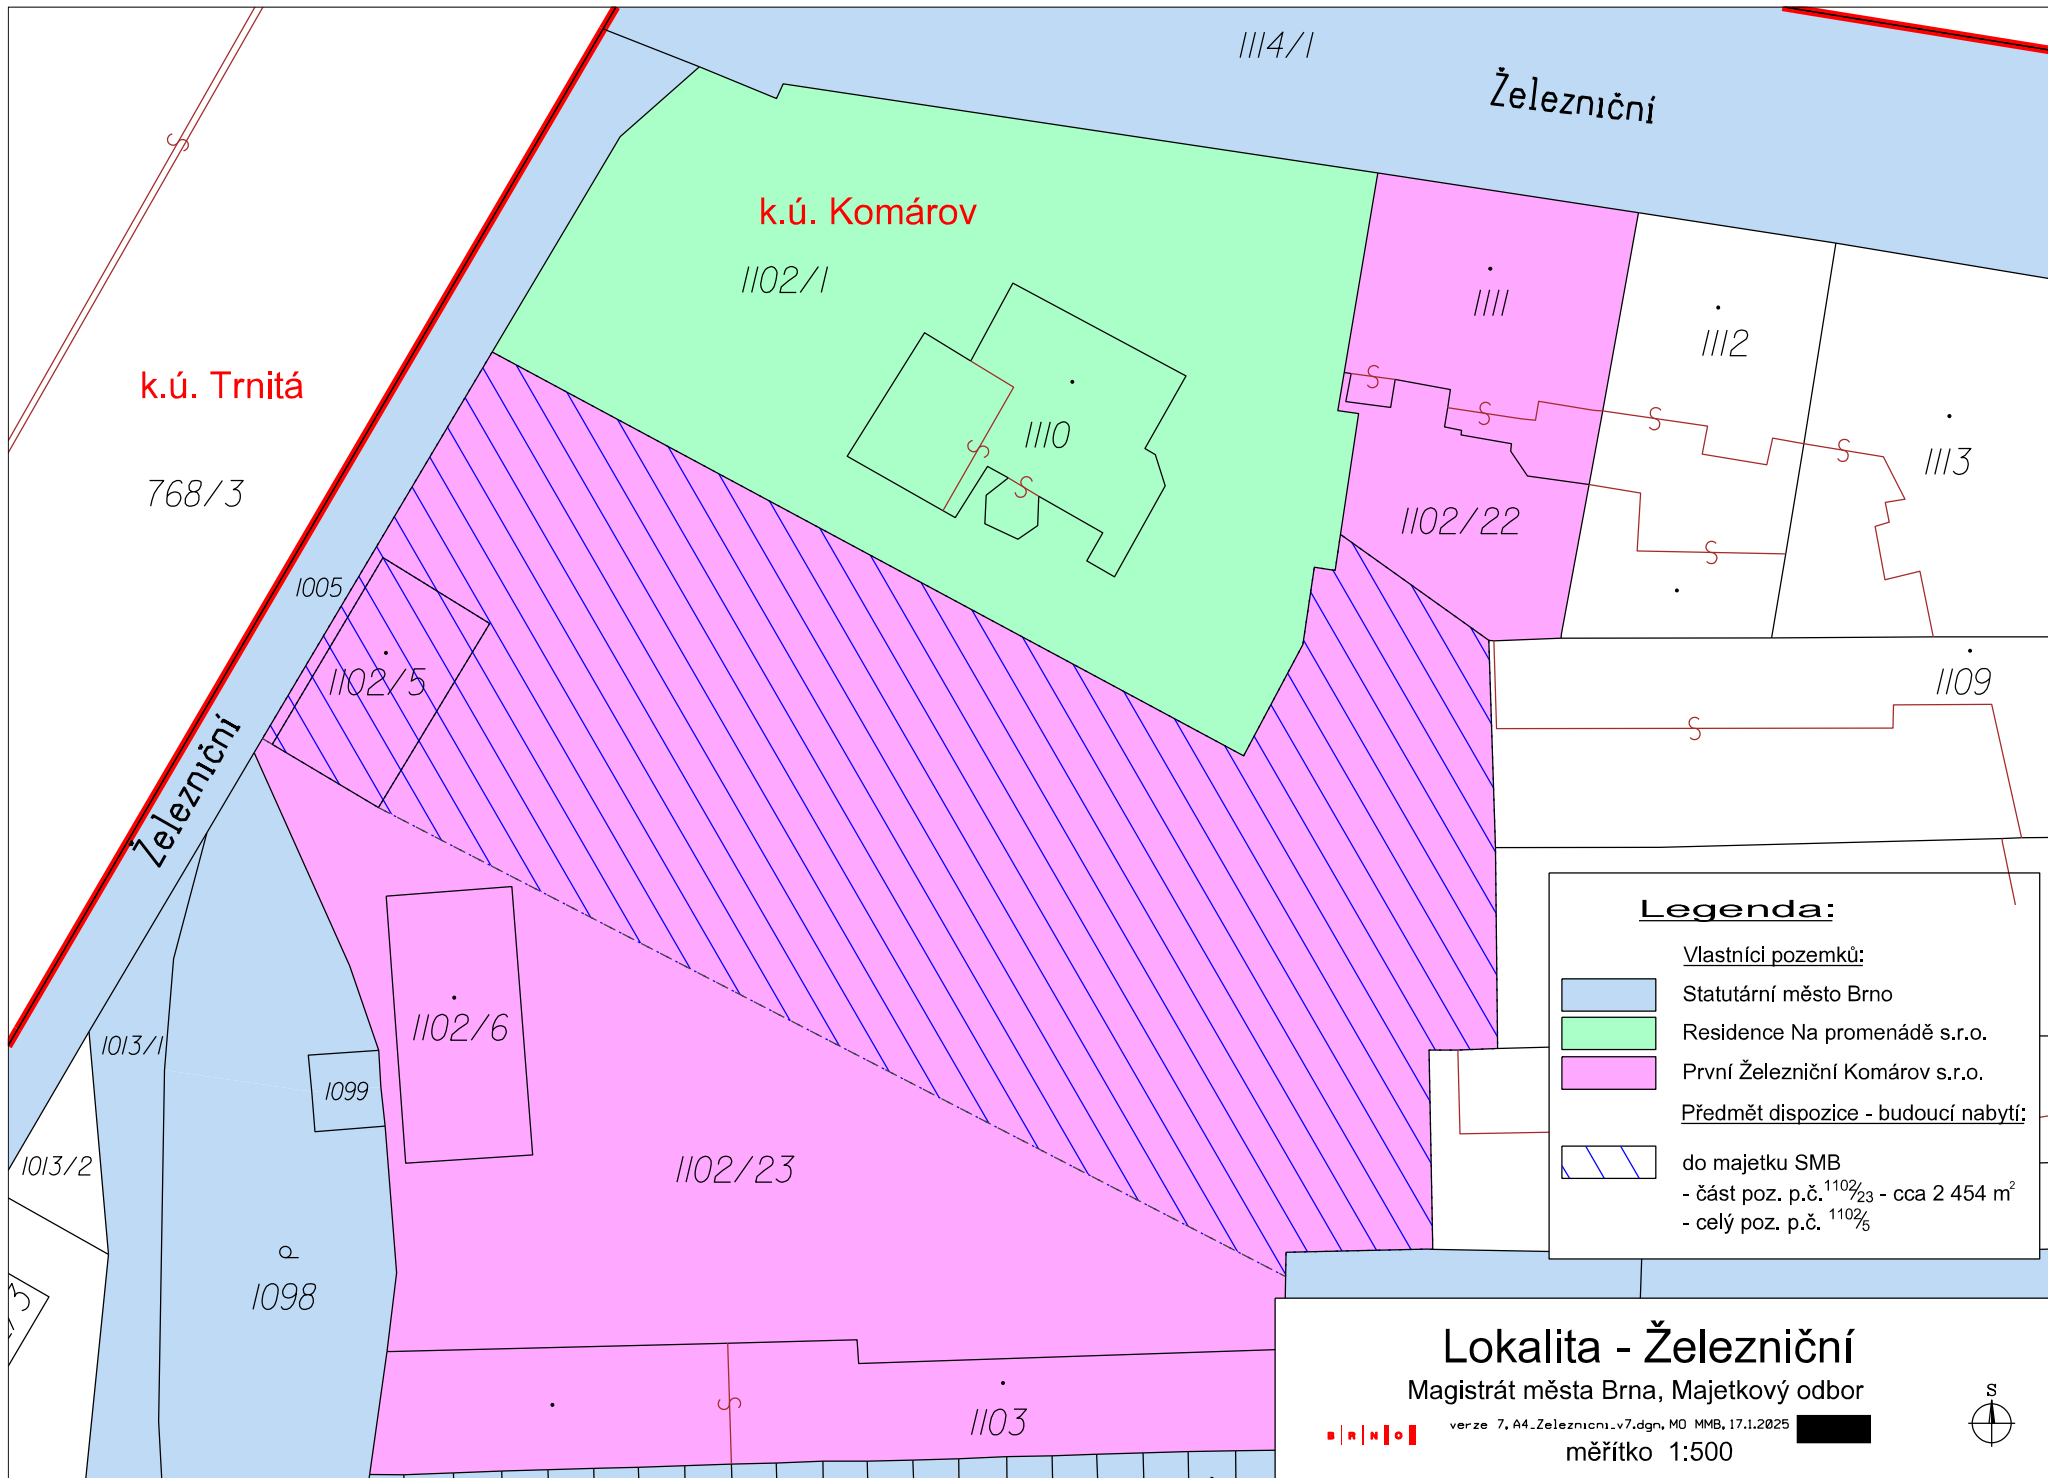 1114/1
Železniční
k.ú. Komárov
1102/1
1111
1112
k.ú. Trnitá
1110
1113
768/3
1102/22
1005
1102/5
1109
Železniční
1102/6
1013/1
1099
1013/2
1102/23
1098
1103
Legenda:
Vlastníci pozemků:
Statutární město Brno
Residence Na promenádě s.r.o.
První Železniční Komárov s.r.o.
Předmět dispozice - budoucí nabytí:
do majetku SMB
- část poz. p.č. 1102/23 - cca 2 454 m²
- celý poz. p.č. 1102/5
Lokalita - Železniční
Magistrát města Brna, Majetkový odbor
verze 7, A4_Zeleznicni_v7.dgn, MO MMB, 17.1.2025
BRNO
měřítko 1:500
S